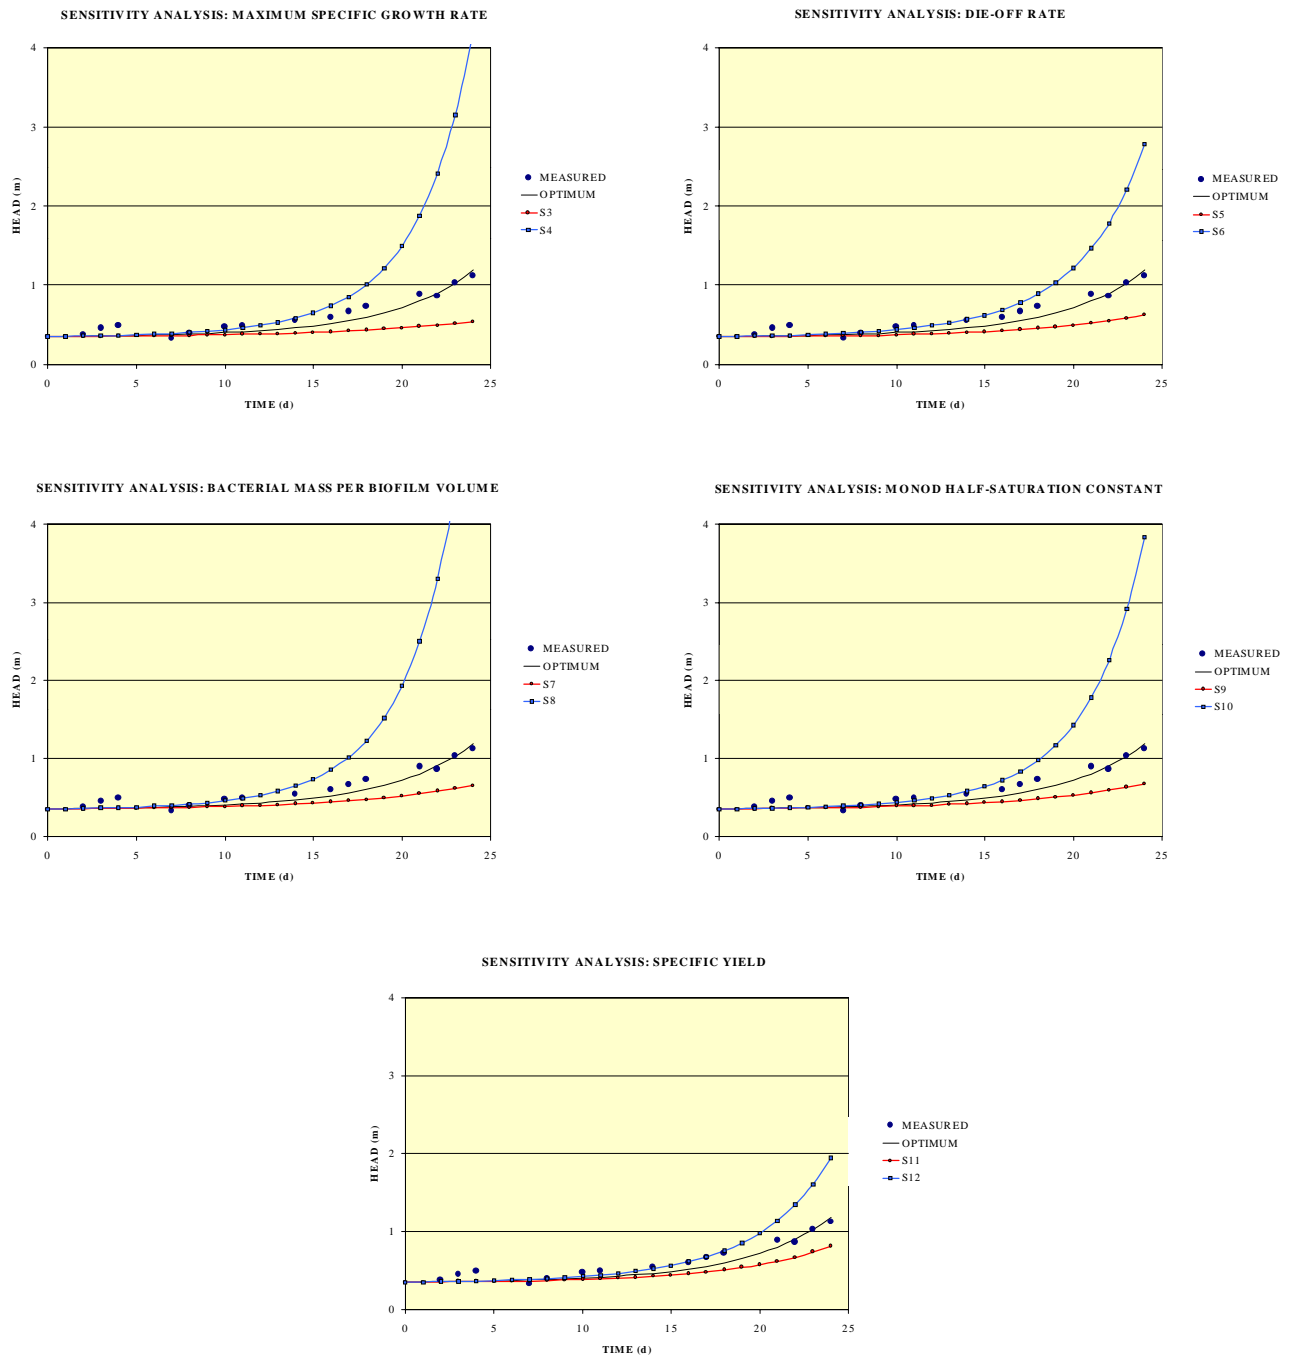 SENSITIVITY ANALYSIS: MAXIMUM SPECIFIC GROWTH RATE
4
3
2
1
0
HEAD (m)
0 5 10 15 20 25
TIME (d)
MEASURED
OPTIMUM
S3
S4
SENSITIVITY ANALYSIS: DIE-OFF RATE
4
3
2
1
0
HEAD (m)
0 5 10 15 20 25
TIME (d)
MEASURED
OPTIMUM
S5
S6
SENSITIVITY ANALYSIS: BACTERIAL MASS PER BIOFILM VOLUME
4
3
2
1
0
HEAD (m)
0 5 10 15 20 25
TIME (d)
MEASURED
OPTIMUM
S7
S8
SENSITIVITY ANALYSIS: MONOD HALF-SATURATION CONSTANT
4
3
2
1
0
HEAD (m)
0 5 10 15 20 25
TIME (d)
MEASURED
OPTIMUM
S9
S10
SENSITIVITY ANALYSIS: SPECIFIC YIELD
4
3
2
1
0
HEAD (m)
0 5 10 15 20 25
TIME (d)
MEASURED
OPTIMUM
S11
S12